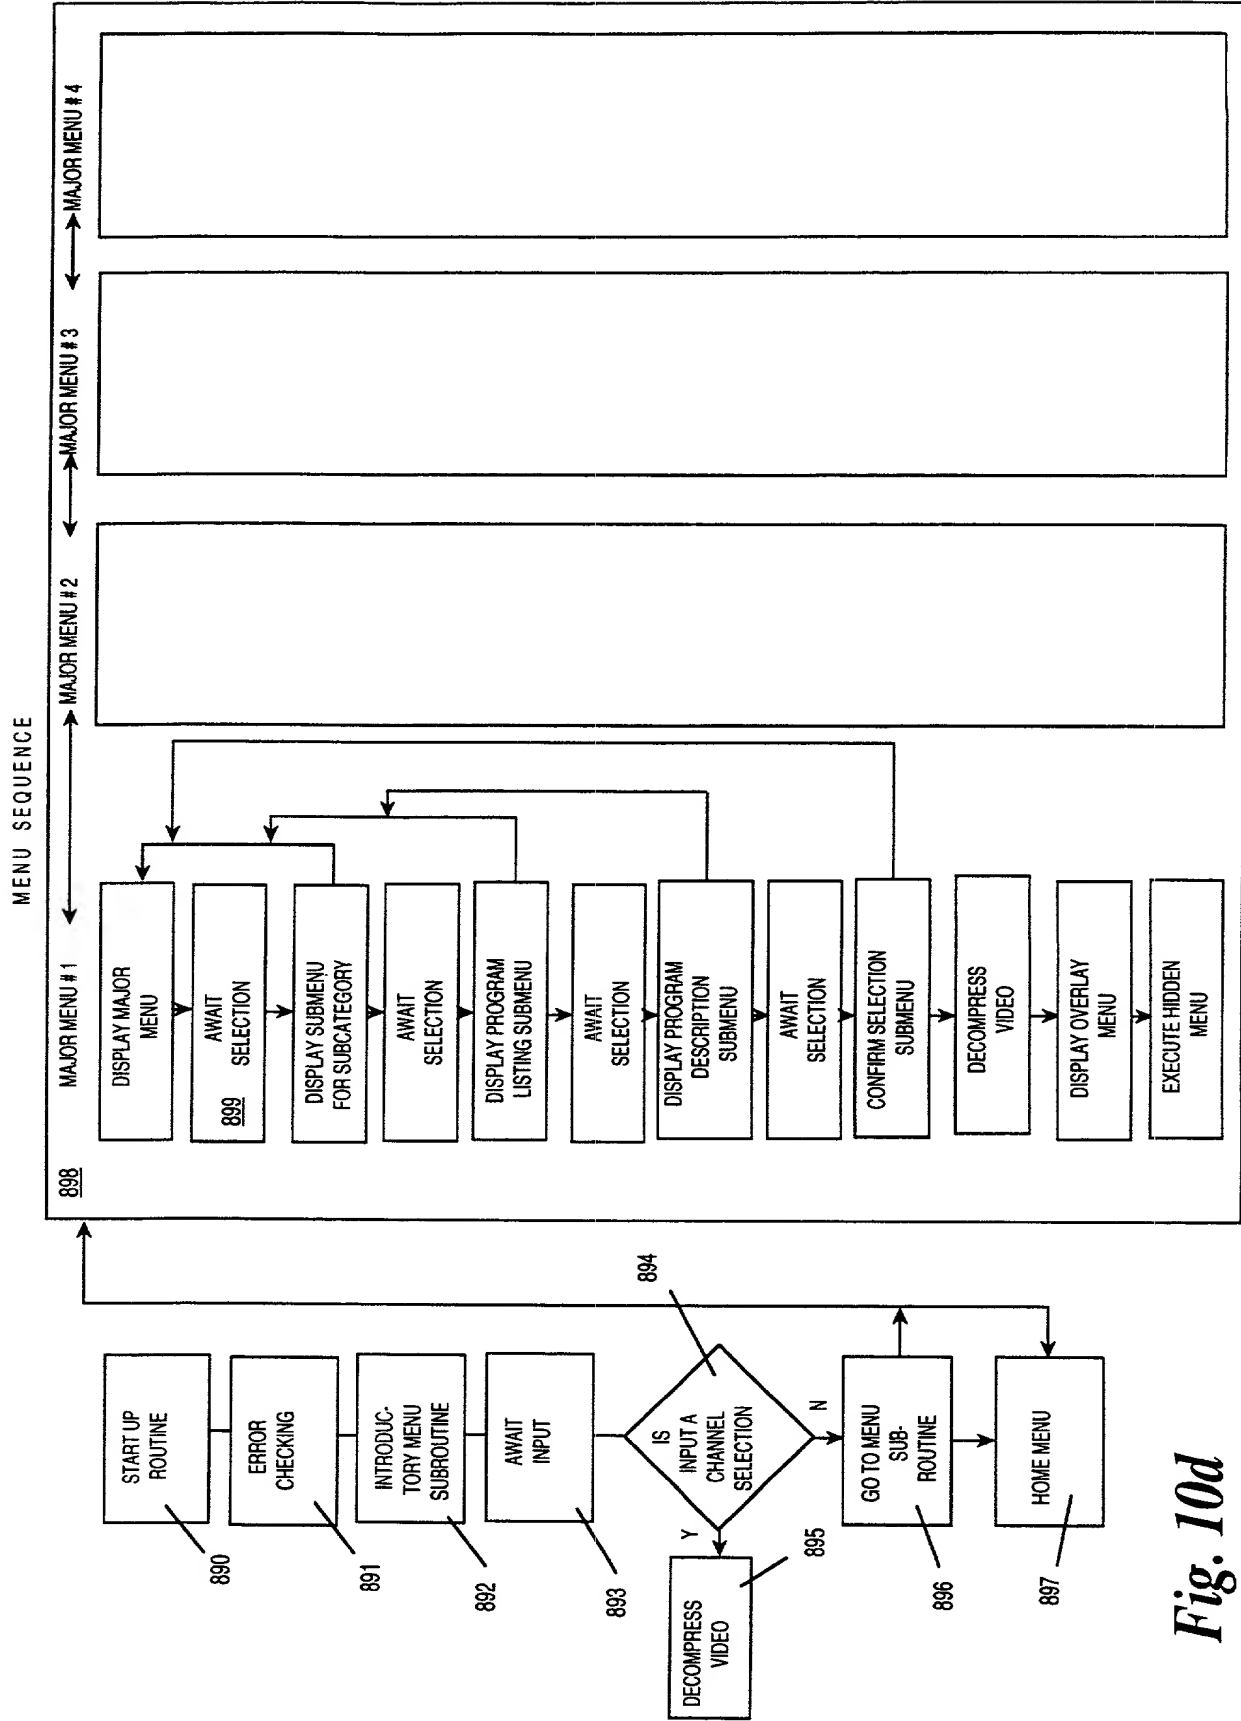 MENU SEQUENCE
START UP
ROUTINE
890
ERROR
CHECKING
891
INTRODUC-
TORY MENU
SUBROUTINE
892
AWAIT
INPUT
893
IS
INPUT A
CHANNEL
SELECTION
894
Y
N
DECOMPRESS
VIDEO
895
GO TO MENU
SUB-
ROUTINE
896
HOME MENU
897
898
MAJOR MENU # 1
MAJOR MENU # 2
MAJOR MENU # 3
MAJOR MENU # 4
DISPLAY MAJOR
MENU
AWAIT
SELECTION
899
DISPLAY SUBMENU
FOR SUBCATEGORY
AWAIT
SELECTION
DISPLAY PROGRAM
LISTING SUBMENU
AWAIT
SELECTION
DISPLAY PROGRAM
DESCRIPTION
SUBMENU
AWAIT
SELECTION
CONFIRM SELECTION
SUBMENU
DECOMPRESS
VIDEO
DISPLAY OVERLAY
MENU
EXECUTE HIDDEN
MENU
Fig. 10d